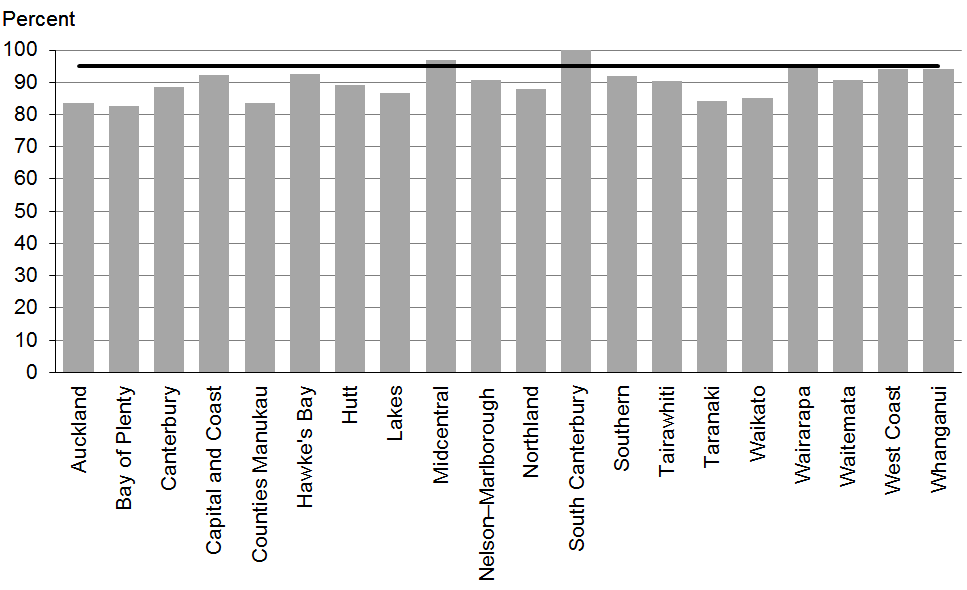 Percent
100
90
80
70
60
50
40
30
20
10
0
Auckland
Bay of Plenty
Canterbury
Capital and Coast
Counties Manukau
Hawke's Bay
Hutt
Lakes
Midcentral
Nelson–Marlborough
Northland
South Canterbury
Southern
Tairawhiti
Taranaki
Waikato
Wairarapa
Waitemata
West Coast
Whanganui